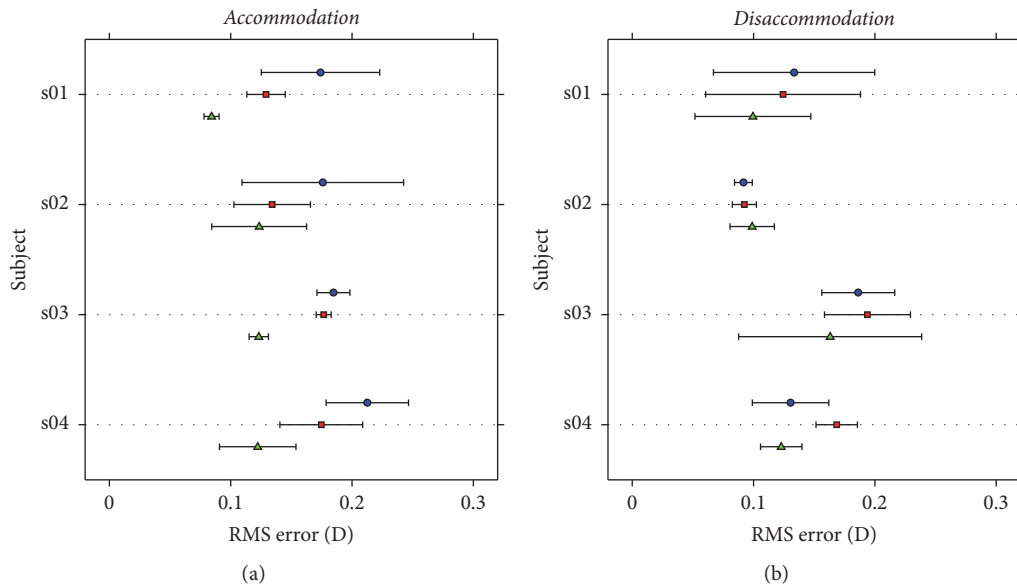 Accommodation
Subject
s01
s02
s03
s04
0 0.1 0.2 0.3
RMS error (D)
(a)
Disaccommodation
Subject
s01
s02
s03
s04
0 0.1 0.2 0.3
RMS error (D)
(b)